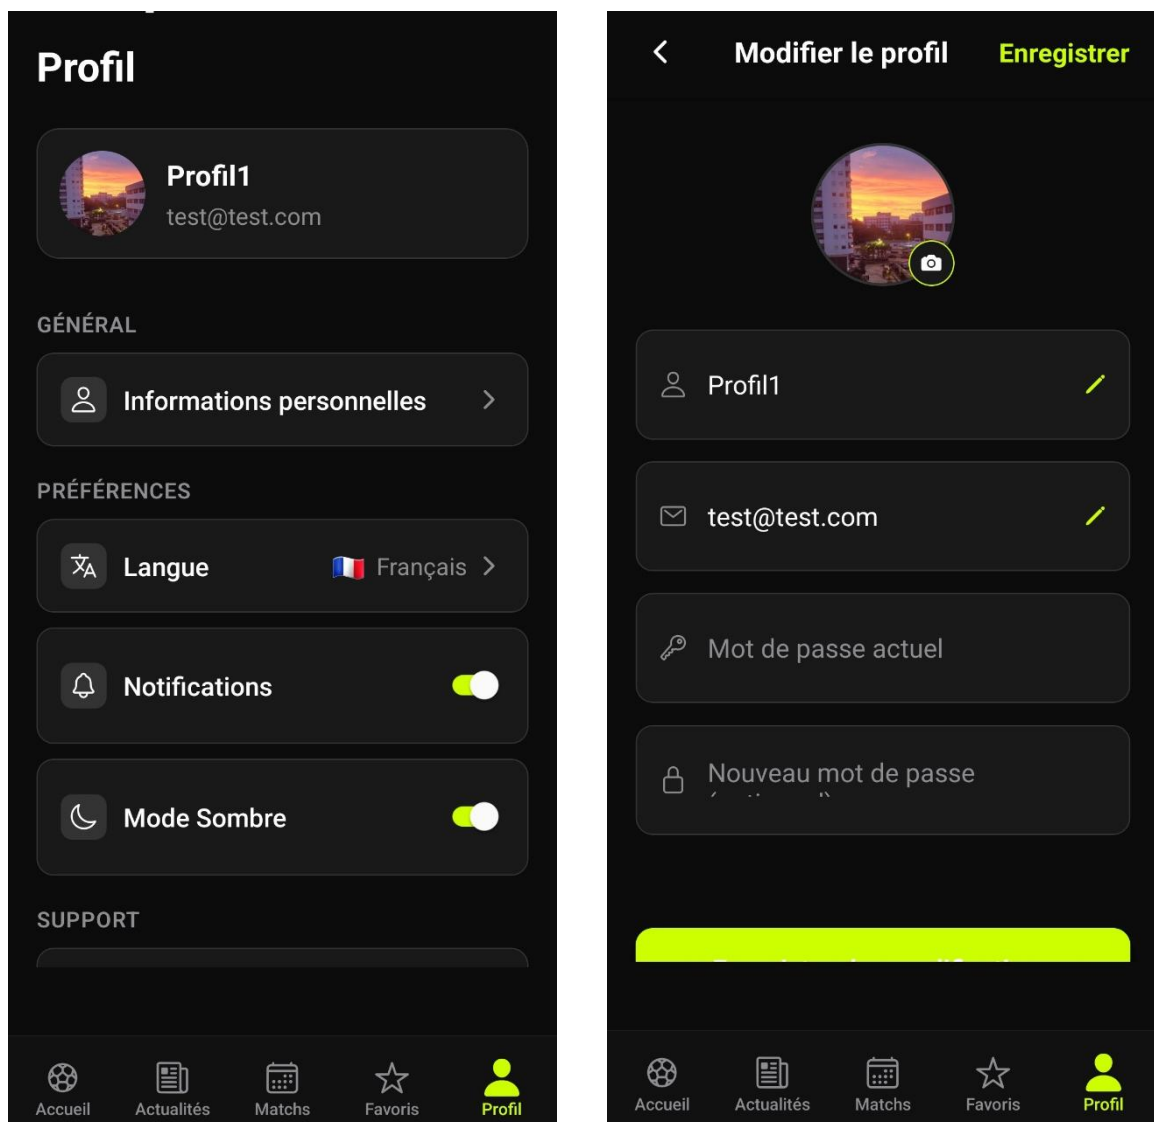 Profil
Profil1
test@test.com
GÉNÉRAL
Informations personnelles
PRÉFÉRENCES
Langue
Français
Notifications
Mode Sombre
SUPPORT
Accueil
Actualités
Matchs
Favoris
Profil
Modifier le profil
Enregistrer
Profil1
test@test.com
Mot de passe actuel
Nouveau mot de passe
Accueil
Actualités
Matchs
Favoris
Profil